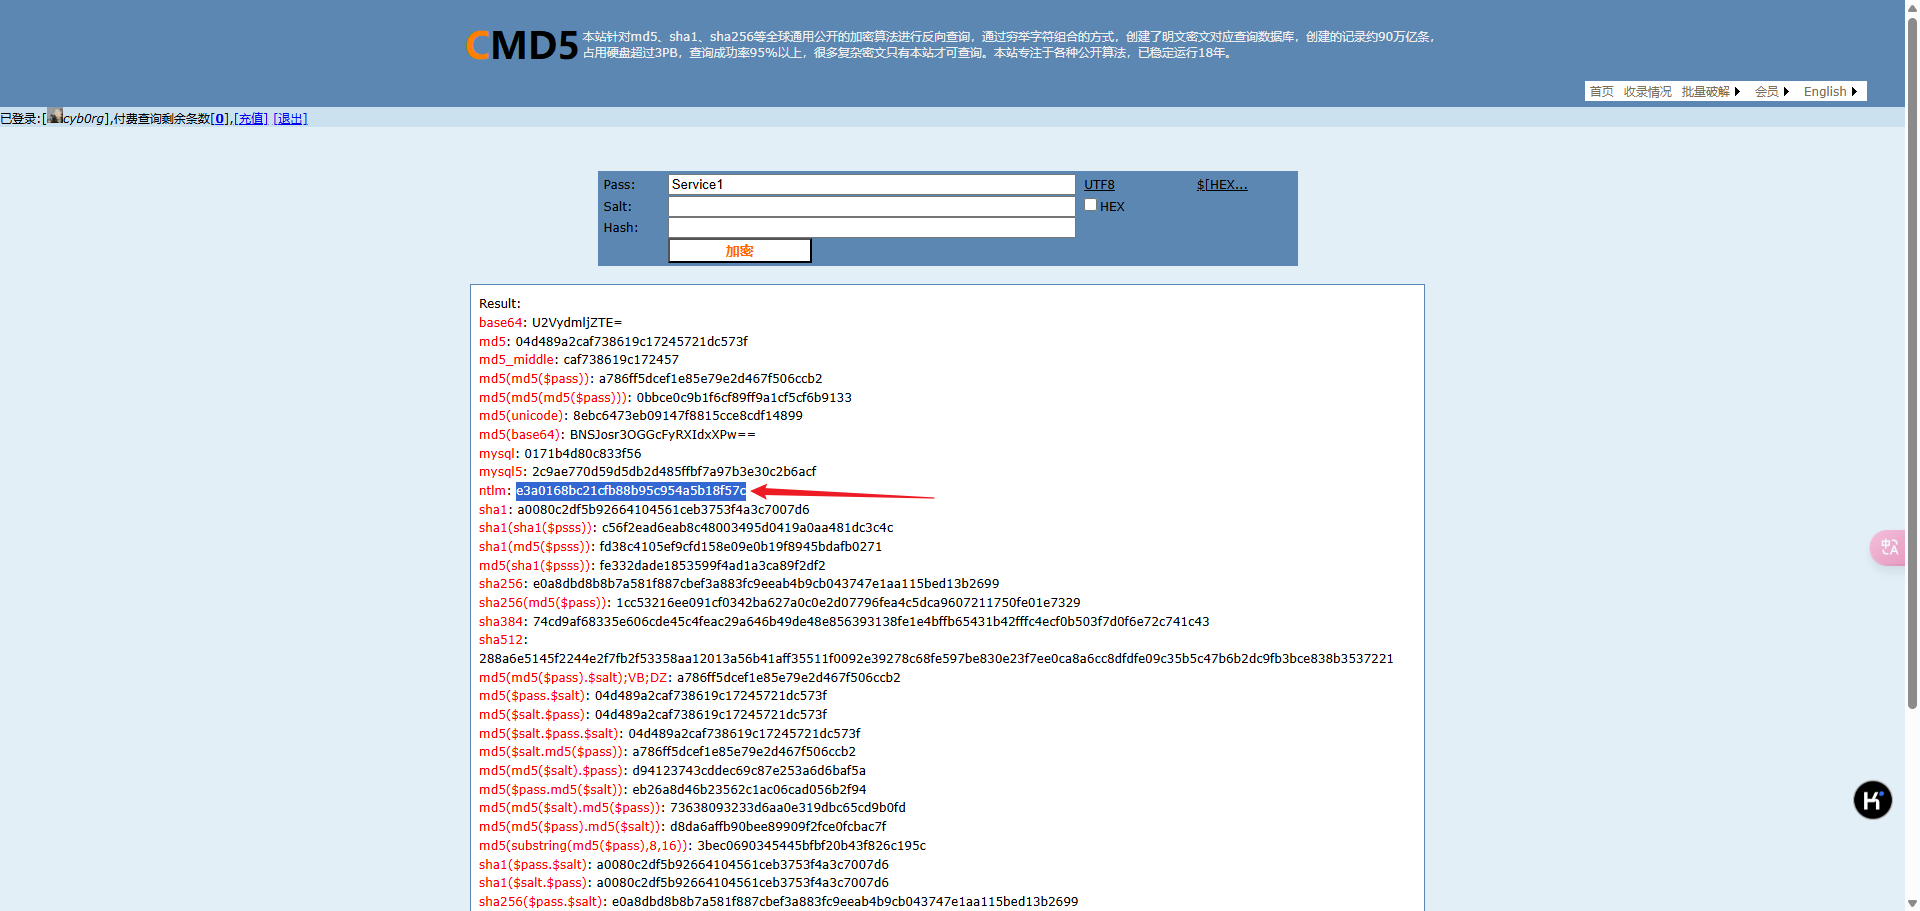 CMD5
本站针对md5、sha1、sha256等全球通用公开的加密算法进行反向查询，通过穷举字符组合的方式，创建了明文密文对应查询数据库，创建的记录约90万亿条，
占用硬盘超过3PB，查询成功率95%以上，很多复杂密文只有本站才可查询。本站专注于各种公开算法，已稳定运行18年。
首页 收录情况 批量破解 会员 English
已登录:[cyb0rg],付费查询剩余条数[0],[充值] [退出]
Pass: Service1 UTF8 $[HEX...
Salt: HEX
Hash:
加密
Result:
base64: U2VydmljZTE=
md5: 04d489a2caf738619c17245721dc573f
md5_middle: caf738619c172457
md5(md5($pass)): a786ff5dcef1e85e79e2d467f506ccb2
md5(md5(md5($pass))): 0bbce0c9b1f6cf89ff9a1cf5cf6b9133
md5(unicode): 8ebc6473eb09147f8815cce8cdf14899
md5(base64): BNSJosr3OGGcFyRXIdxXPw==
mysql: 0171b4d80c833f56
mysql5: 2c9ae770d59d5db2d485ffbf7a97b3e30c2b6acf
ntlm: e3a0168bc21cfb88b95c954a5b18f57c
sha1: a0080c2df5b92664104561ceb3753f4a3c7007d6
sha1(sha1($psss)): c56f2ead6eab8c48003495d0419a0aa481dc3c4c
sha1(md5($psss)): fd38c4105ef9cfd158e09e0b19f8945bdafb0271
md5(sha1($psss)): fe332dade1853599f4ad1a3ca89f2df2
sha256: e0a8dbd8b8b7a581f887cbef3a883fc9eeab4b9cb043747e1aa115bed13b2699
sha256(md5($pass)): 1cc53216ee091cf0342ba627a0c0e2d07796fea4c5dca9607211750fe01e7329
sha384: 74cd9af68335e606cde45c4feac29a646b49de48e856393138fe1e4bffb65431b42fffc4ecf0b503f7d0f6e72c741c43
sha512:
288a6e5145f2244e2f7fb2f53358aa12013a56b41aff35511f0092e39278c68fe597be830e23f7ee0ca8a6cc8dfdfe09c35b5c47b6b2dc9fb3bce838b3537221
md5(md5($pass).$salt);VB;DZ: a786ff5dcef1e85e79e2d467f506ccb2
md5($pass.$salt): 04d489a2caf738619c17245721dc573f
md5($salt.$pass): 04d489a2caf738619c17245721dc573f
md5($salt.$pass.$salt): 04d489a2caf738619c17245721dc573f
md5($salt.md5($pass)): a786ff5dcef1e85e79e2d467f506ccb2
md5(md5($salt).$pass): d94123743cddec69c87e253a6d6baf5a
md5($pass.md5($salt)): eb26a8d46b23562c1ac06cad056b2f94
md5(md5($salt).md5($pass)): 73638093233d6aa0e319dbc65cd9b0fd
md5(md5($pass).md5($salt)): d8da6affb90bee89909f2fce0fcbac7f
md5(substring(md5($pass),8,16)): 3bec0690345445bfbf20b43f826c195c
sha1($pass.$salt): a0080c2df5b92664104561ceb3753f4a3c7007d6
sha1($salt.$pass): a0080c2df5b92664104561ceb3753f4a3c7007d6
sha256($pass.$salt): e0a8dbd8b8b7a581f887cbef3a883fc9eeab4b9cb043747e1aa115bed13b2699
中A
K